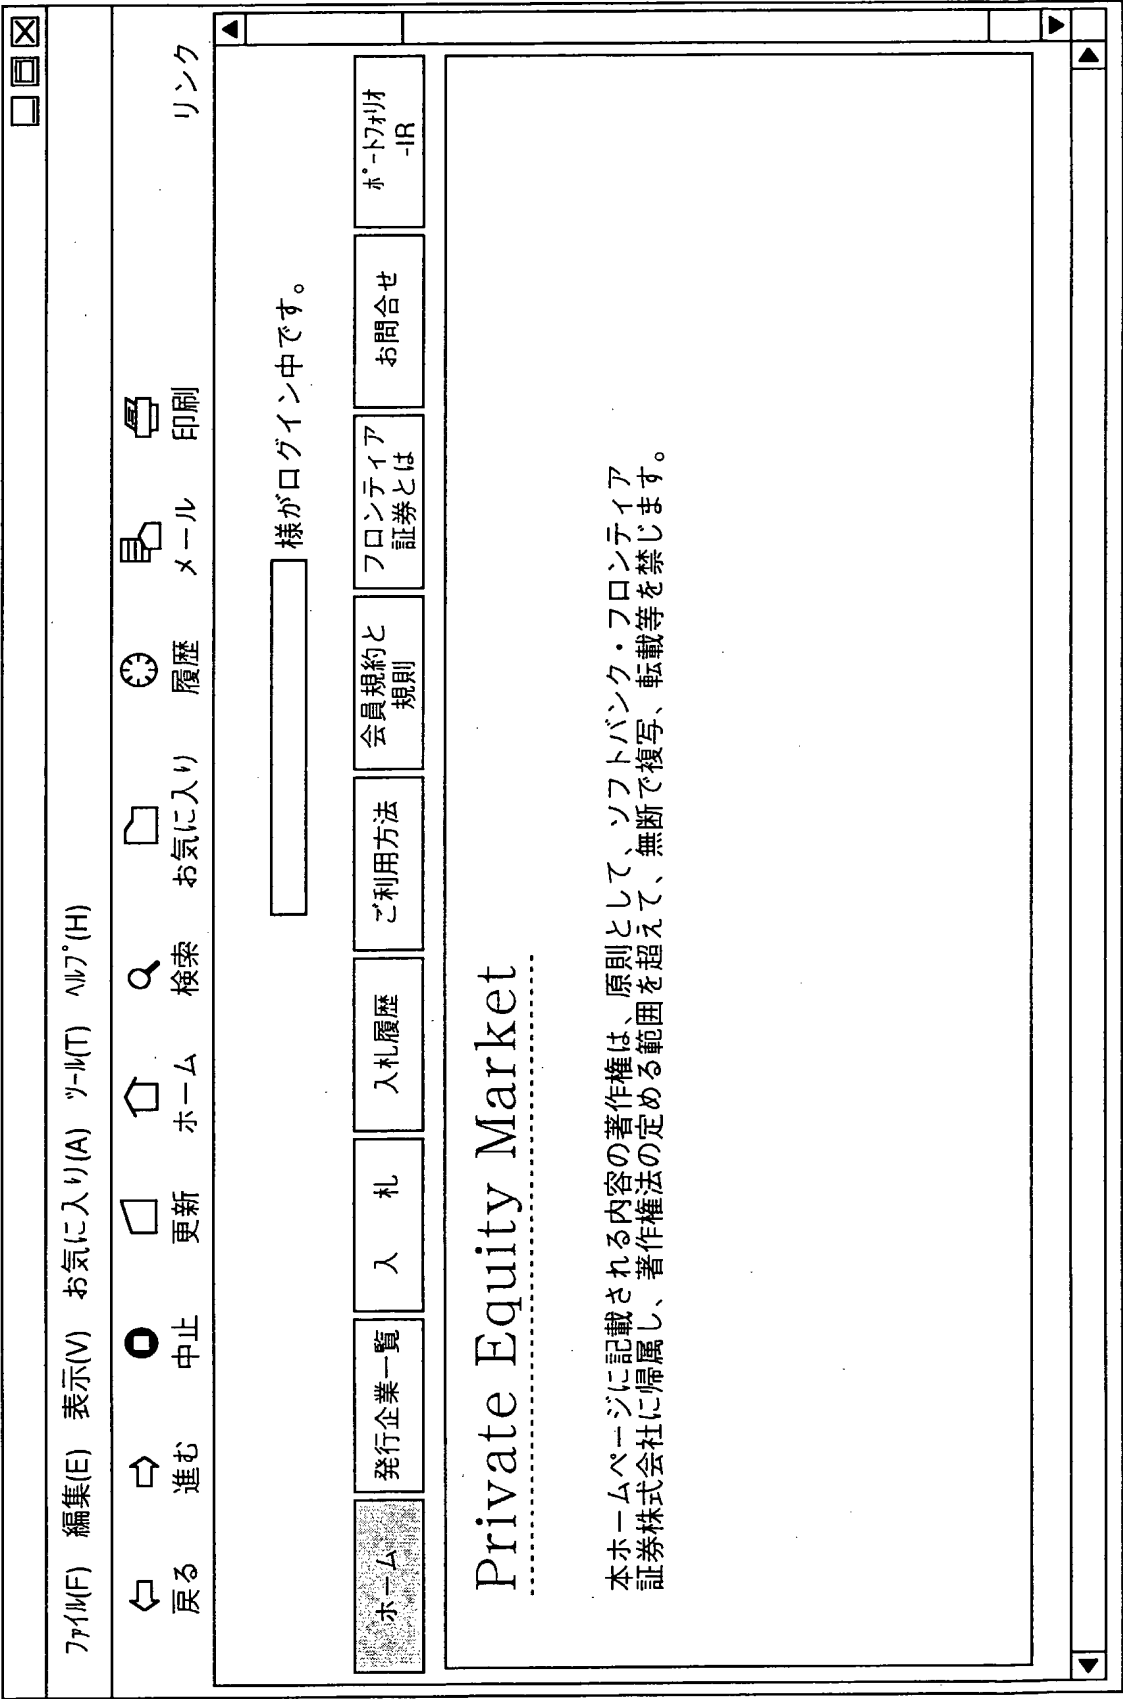 ファイル(F) 編集(E) 表示(V) お気に入り(A) ツール(T) ヘルプ(H)
戻る 進む 中止 更新 ホーム 検索 お気に入り 履歴 メール 印刷 リンク
様がログイン中です。
ホーム
発行企業一覧
入 札
入札履歴
ご利用方法
会員規約と
規則
フロンティア
証券とは
お問合せ
ポートフォリオ
-IR
Private Equity Market
本ホームページに記載される内容の著作権は、原則として、ソフトバンク・フロンティア
証券株式会社に帰属し、著作権法の定める範囲を超えて、無断で複写、転載等を禁じます。